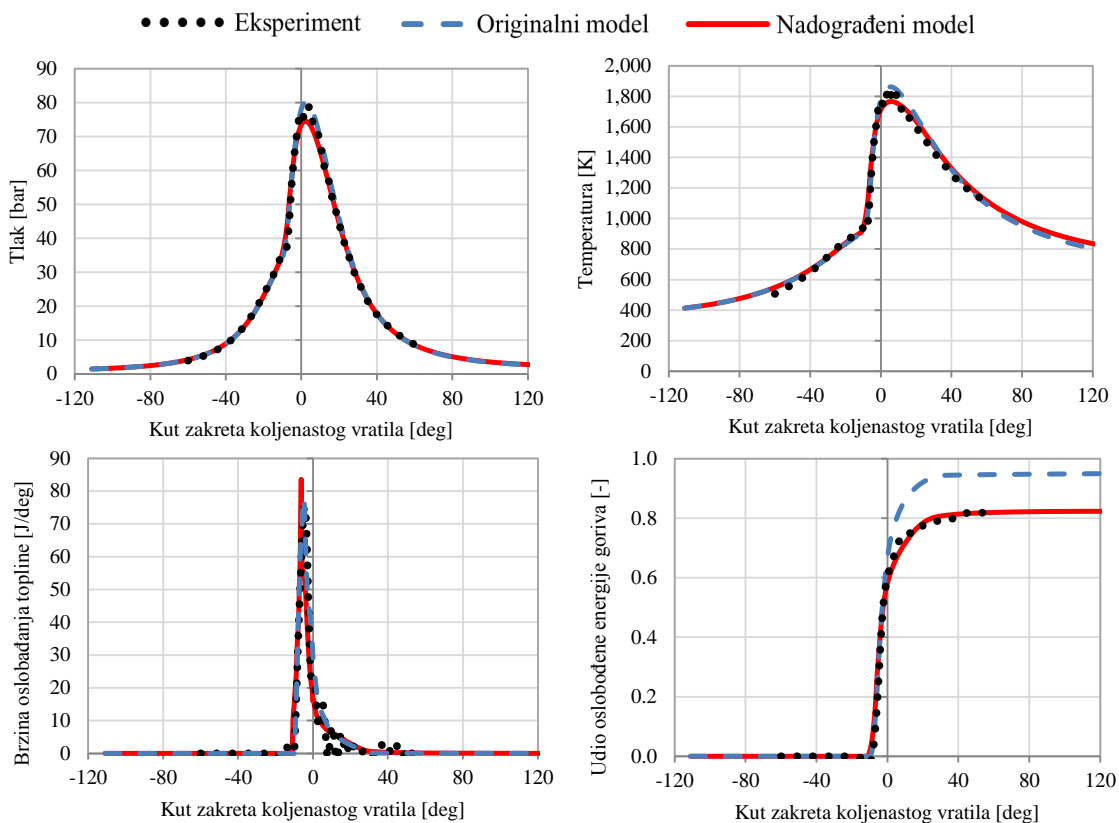 Eksperiment Originalni model Nadograđeni model
Tlak [bar]
90
80
70
60
50
40
30
20
10
0
-120 -80 -40 0 40 80 120
Kut zakreta koljenastog vratila [deg]
Temperatura [K]
2,000
1,800
1,600
1,400
1,200
1,000
800
600
400
200
0
-120 -80 -40 0 40 80 120
Kut zakreta koljenastog vratila [deg]
Brzina oslobađanja topline [J/deg]
90
80
70
60
50
40
30
20
10
0
-120 -80 -40 0 40 80 120
Kut zakreta koljenastog vratila [deg]
Udio oslobođene energije goriva [-]
1.0
0.8
0.6
0.4
0.2
0.0
-120 -80 -40 0 40 80 120
Kut zakreta koljenastog vratila [deg]